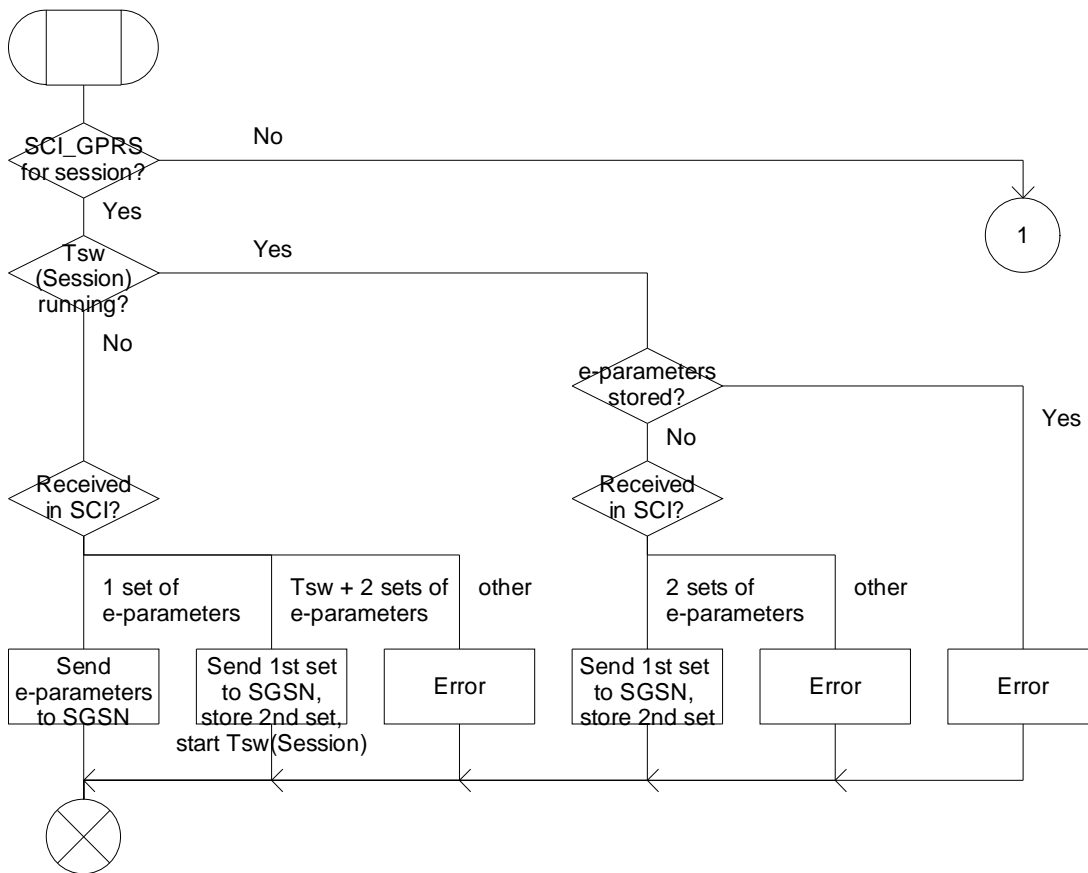 SCI_GPRS
for session?
No
Yes
1
Tsw
(Session)
running?
Yes
No
e-parameters
stored?
Yes
No
Received
in SCI?
Received
in SCI?
1 set of
e-parameters
Tsw + 2 sets of
e-parameters
other
2 sets of
e-parameters
other
Send
e-parameters
to SGSN
Send 1st set
to SGSN,
store 2nd set,
start Tsw(Session)
Error
Send 1st set
to SGSN,
store 2nd set
Error
Error